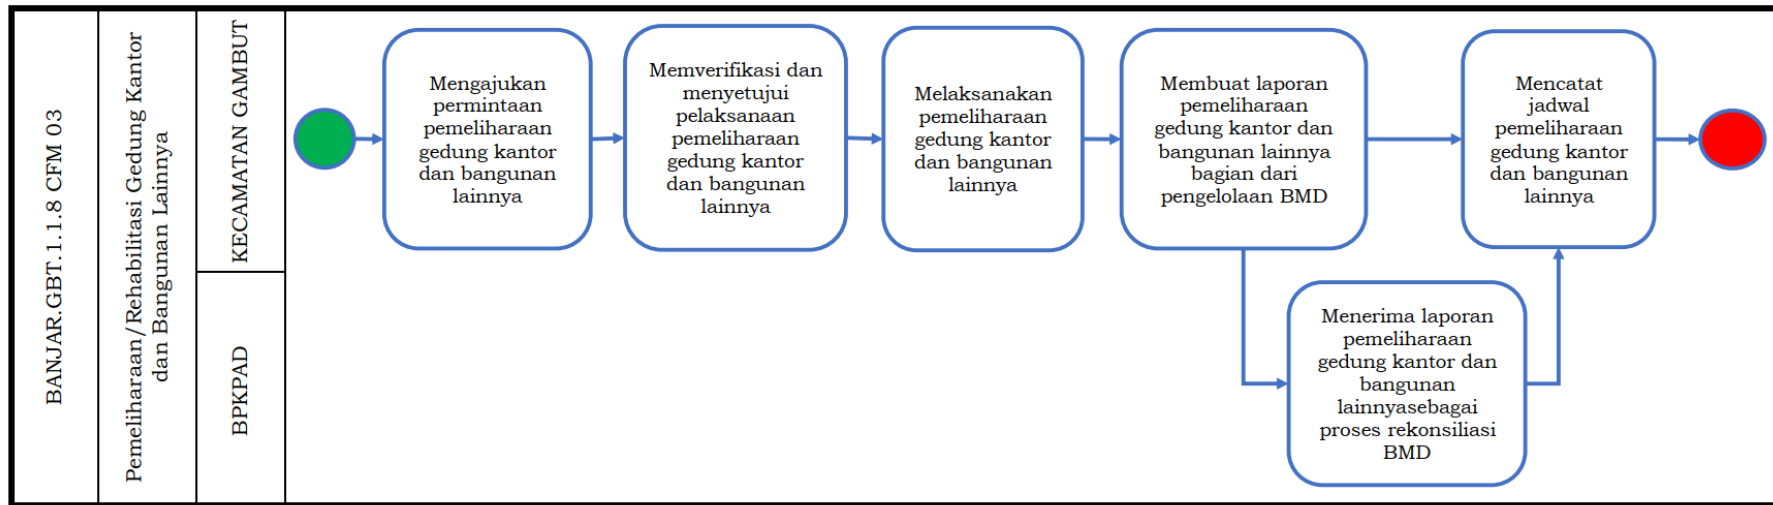 BANJAR.GBT.1.1.8 CFM 03
Pemeliharaan/Rehabilitasi Gedung Kantor
dan Bangunan Lainnya
KECAMATAN GAMBUT
BPKPAD
Mengajukan
permintaan
pemeliharaan
gedung kantor
dan bangunan
lainnya
Memverifikasi dan
menyetujui
pelaksanaan
pemeliharaan
gedung kantor
dan bangunan
lainnya
Melaksanakan
pemeliharaan
gedung kantor
dan bangunan
lainnya
Membuat laporan
pemeliharaan
gedung kantor dan
bangunan lainnya
bagian dari
pengelolaan BMD
Mencatat
jadwal
pemeliharaan
gedung kantor
dan bangunan
lainnya
Menerima laporan
pemeliharaan
gedung kantor dan
bangunan
lainnyasebagai
proses rekonsiliasi
BMD